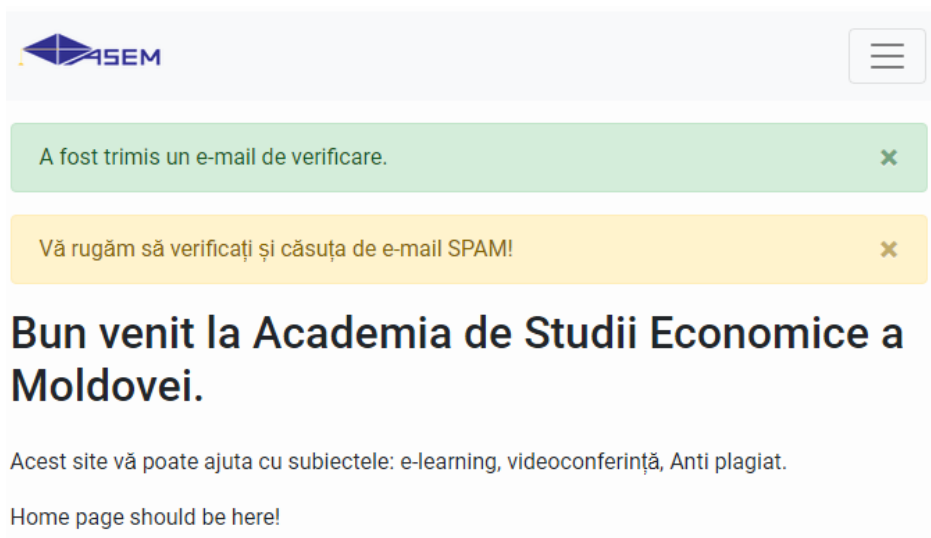 ASEM
A fost trimis un e-mail de verificare.
Vă rugăm să verificați și căsuța de e-mail SPAM!
Bun venit la Academia de Studii Economice a
Moldovei.
Acest site vă poate ajuta cu subiectele: e-learning, videoconferință, Anti plagiat.
Home page should be here!